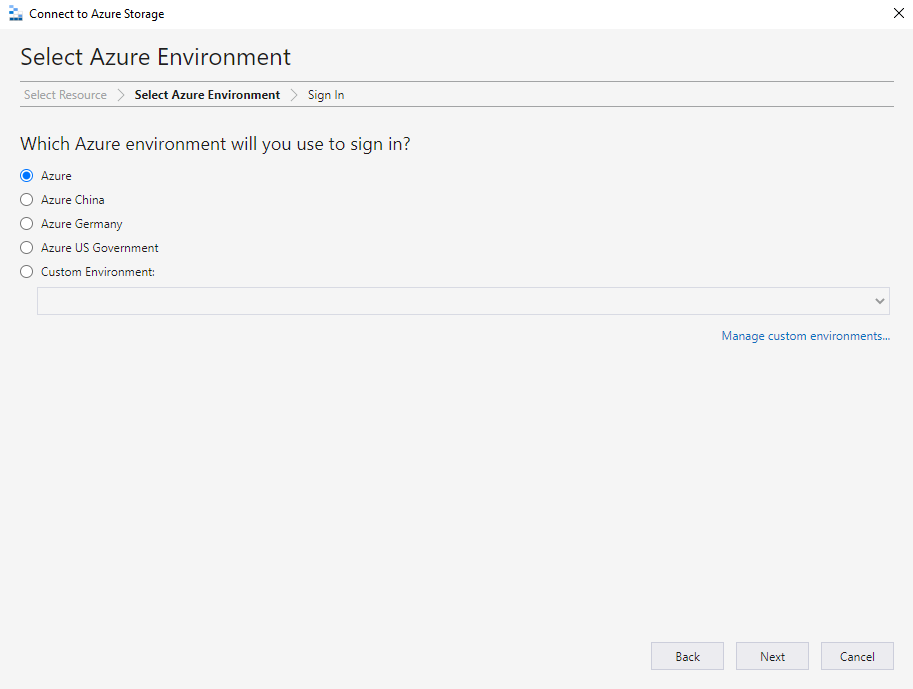 Connect to Azure Storage
Select Azure Environment
Select Resource Select Azure Environment Sign In
Which Azure environment will you use to sign in?
Azure
Azure China
Azure Germany
Azure US Government
Custom Environment:
Manage custom environments...
Back Next Cancel